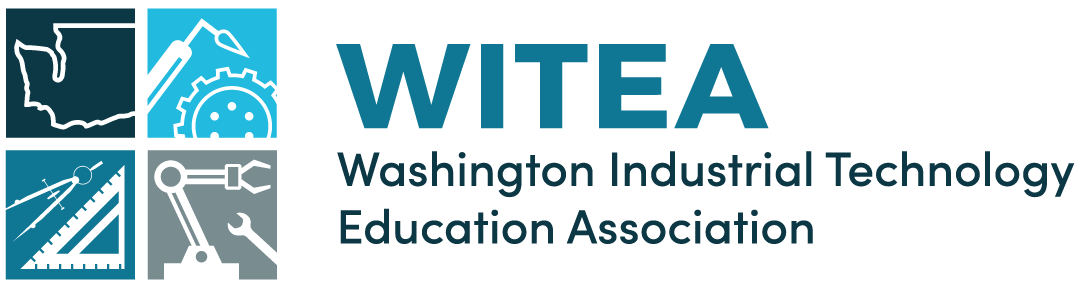 WITEA
Washington Industrial Technology
Education Association